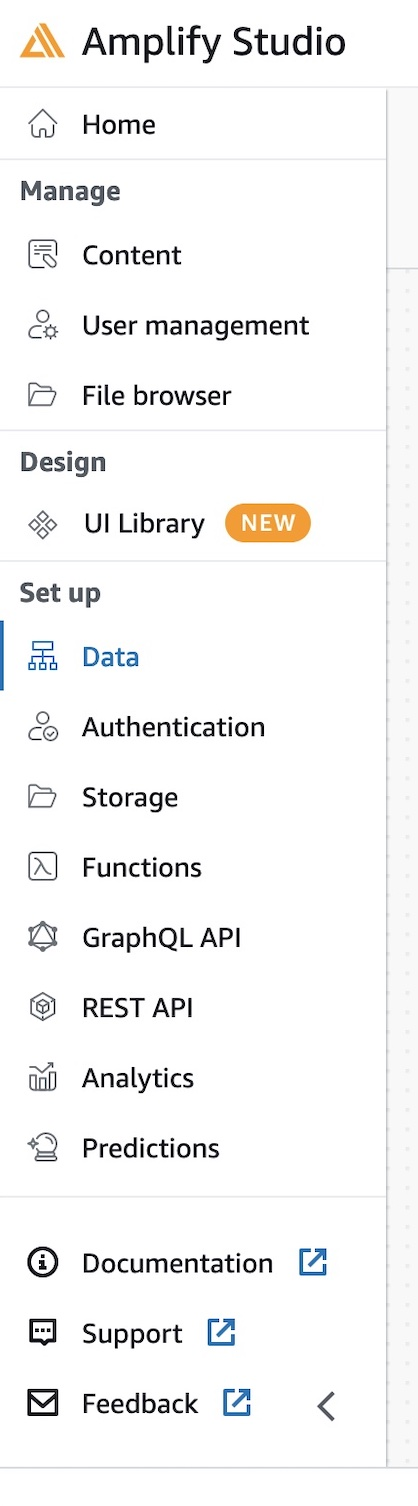 Amplify Studio
Home
Manage
Content
User management
File browser
Design
UI Library NEW
Set up
Data
Authentication
Storage
Functions
GraphQL API
REST API
Analytics
Predictions
Documentation
Support
Feedback